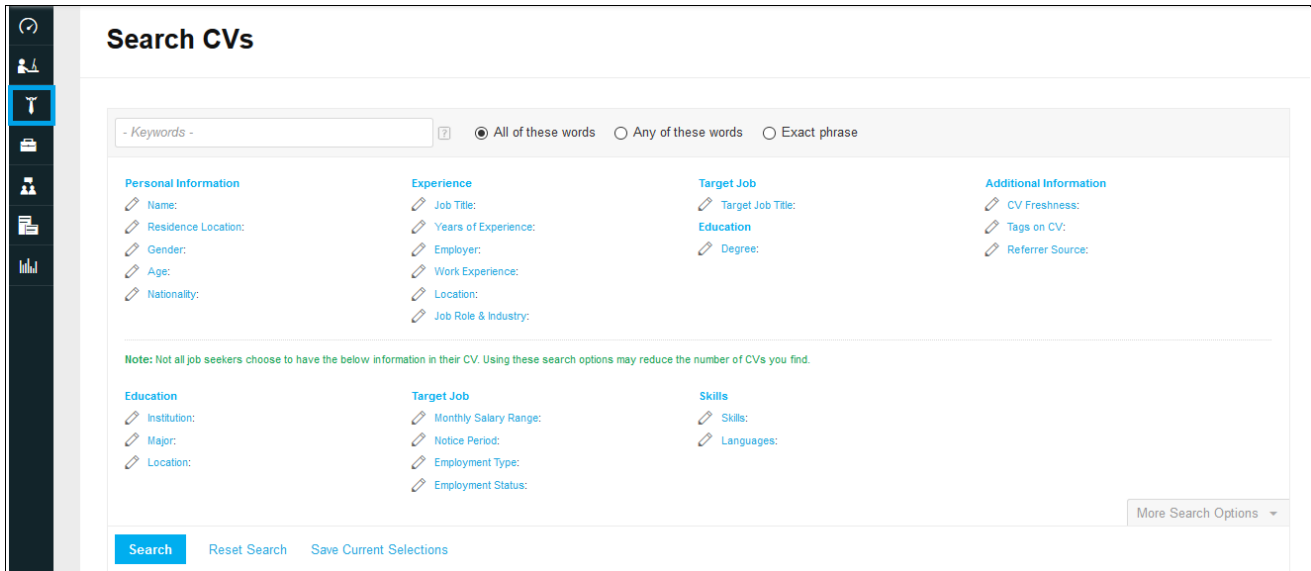 Search CVs
- Keywords -
?
All of these words
Any of these words
Exact phrase
Personal Information
Name:
Residence Location:
Gender:
Age:
Nationality:
Experience
Job Title:
Years of Experience:
Employer:
Work Experience:
Location:
Job Role & Industry:
Target Job
Target Job Title:
Education
Degree:
Additional Information
CV Freshness:
Tags on CV:
Referrer Source:
Note: Not all job seekers choose to have the below information in their CV. Using these search options may reduce the number of CVs you find.
Education
Institution:
Major:
Location:
Target Job
Monthly Salary Range:
Notice Period:
Employment Type:
Employment Status:
Skills
Skills:
Languages:
More Search Options
Search
Reset Search
Save Current Selections